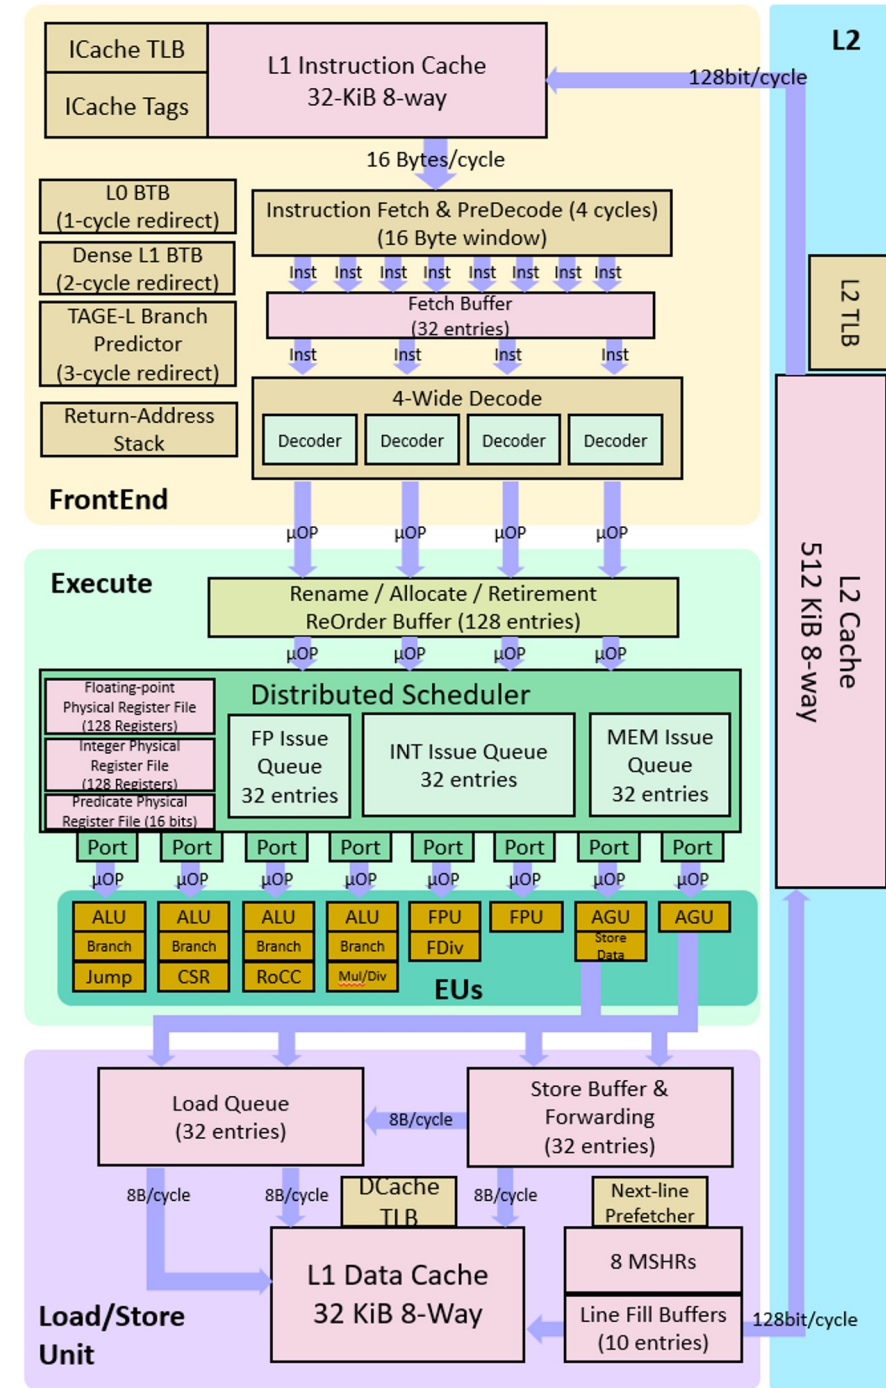 ICache TLB
ICache Tags
L1 Instruction Cache
32-KiB 8-way
128bit/cycle
L2
16 Bytes/cycle
L0 BTB
(1-cycle redirect)
Dense L1 BTB
(2-cycle redirect)
TAGE-L Branch
Predictor
(3-cycle redirect)
Return-Address
Stack
Instruction Fetch & PreDecode (4 cycles)
(16 Byte window)
Inst Inst Inst Inst Inst Inst Inst Inst
Fetch Buffer
(32 entries)
Inst Inst Inst Inst
4-Wide Decode
Decoder Decoder Decoder Decoder
FrontEnd
L2 TLB
L2 Cache
512 KiB 8-way
μOP μOP μOP μOP
Execute
Rename / Allocate / Retirement
ReOrder Buffer (128 entries)
μOP μOP μOP μOP
Floating-point
Physical Register File
(128 Registers)
Integer Physical
Register File
(128 Registers)
Predicate Physical
Register File (16 bits)
Distributed Scheduler
FP Issue
Queue
32 entries
INT Issue Queue
32 entries
MEM Issue
Queue
32 entries
Port Port Port Port Port Port Port Port
μOP μOP μOP μOP μOP μOP μOP μOP
ALU
Branch
Jump
ALU
Branch
CSR
ALU
Branch
RoCC
ALU
Branch
Mul/Div
FPU
FDiv
FPU
AGU
Store
Data
AGU
EUs
Load Queue
(32 entries)
8B/cycle
Store Buffer &
Forwarding
(32 entries)
8B/cycle 8B/cycle 8B/cycle
DCache
TLB
Next-line
Prefetcher
L1 Data Cache
32 KiB 8-Way
8 MSHRs
Line Fill Buffers
(10 entries)
128bit/cycle
Load/Store
Unit